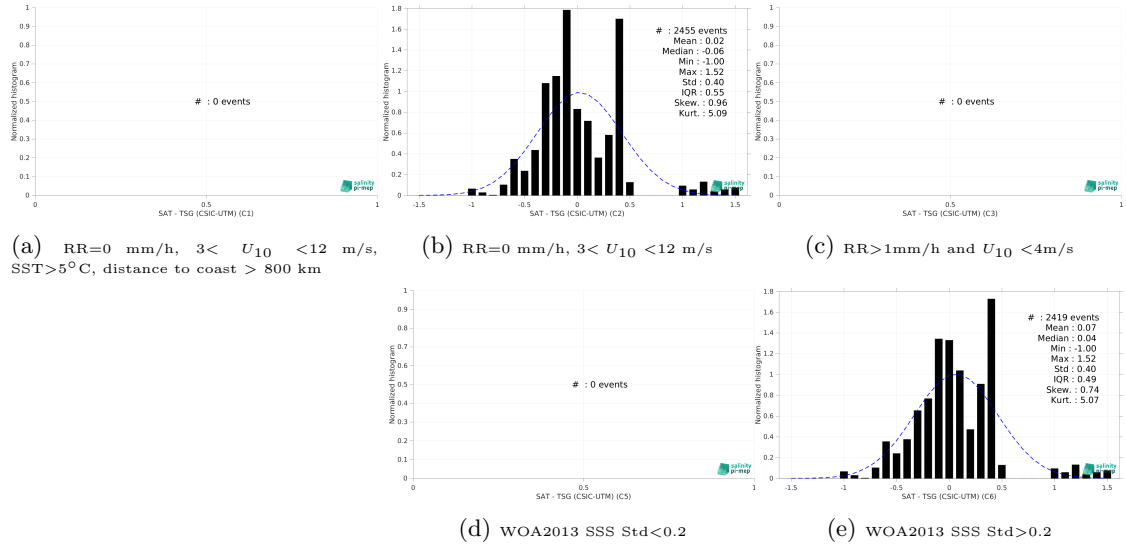 1
0.9
0.8
0.7
0.6
0.5
0.4
0.3
0.2
0.1
0
Normalized histogram
# : 0 events
0 0.5 1
SAT - TSG (CSIC-UTM) (C1)
salinity
pi-mep
1.8
1.6
1.4
1.2
1
0.8
0.6
0.4
0.2
0
Normalized histogram
# : 2455 events
Mean : 0.02
Median : -0.06
Min : -1.00
Max : 1.52
Std : 0.40
IQR : 0.55
Skew. : 0.96
Kurt. : 5.09
-1.5 -1 -0.5 0 0.5 1 1.5
SAT - TSG (CSIC-UTM) (C2)
salinity
pi-mep
1
0.9
0.8
0.7
0.6
0.5
0.4
0.3
0.2
0.1
0
Normalized histogram
# : 0 events
0 0.5 1
SAT - TSG (CSIC-UTM) (C3)
salinity
pi-mep
(a) RR=0 mm/h, 3< U10 <12 m/s,
SST>5°C, distance to coast > 800 km
(b) RR=0 mm/h, 3< U10 <12 m/s
(c) RR>1mm/h and U10 <4m/s
1
0.9
0.8
0.7
0.6
0.5
0.4
0.3
0.2
0.1
0
Normalized histogram
# : 0 events
0 0.5 1
SAT - TSG (CSIC-UTM) (C5)
salinity
pi-mep
1.8
1.6
1.4
1.2
1
0.8
0.6
0.4
0.2
0
Normalized histogram
# : 2419 events
Mean : 0.07
Median : 0.04
Min : -1.00
Max : 1.52
Std : 0.40
IQR : 0.49
Skew. : 0.74
Kurt. : 5.07
-1.5 -1 -0.5 0 0.5 1 1.5
SAT - TSG (CSIC-UTM) (C6)
salinity
pi-mep
(d) WOA2013 SSS Std<0.2
(e) WOA2013 SSS Std>0.2